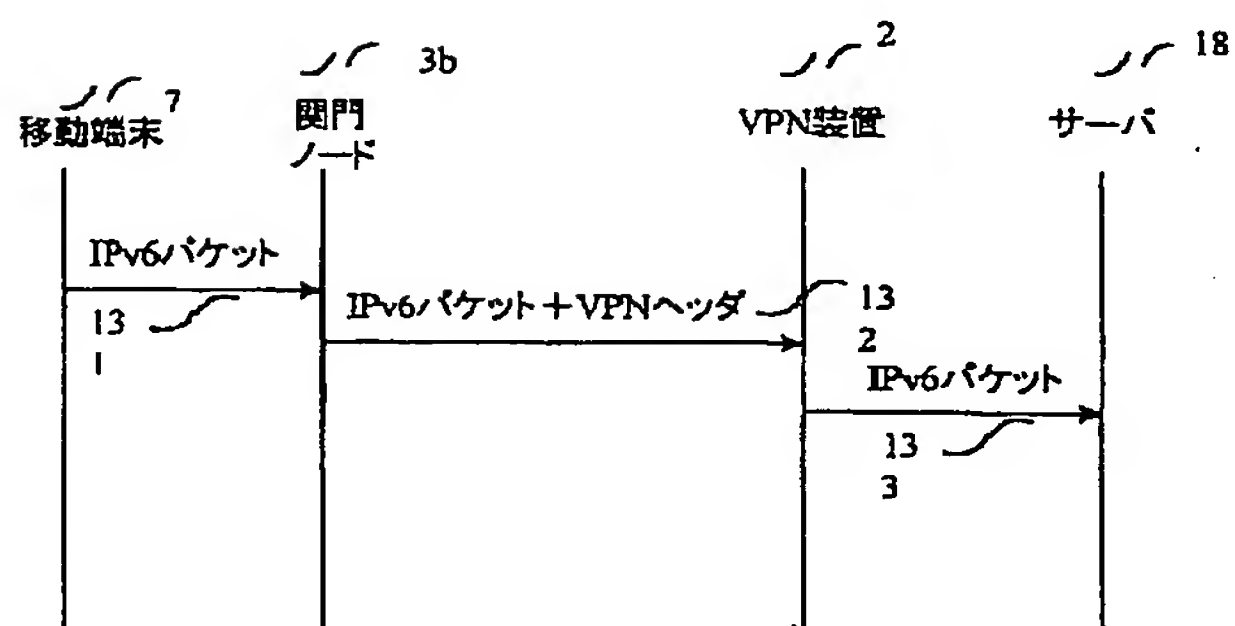 3b
2
18
7
移動端末
関門
ノード
VPN装置
サーバ
IPv6パケット
13
1
IPv6パケット+VPNヘッダ
13
2
IPv6パケット
13
3